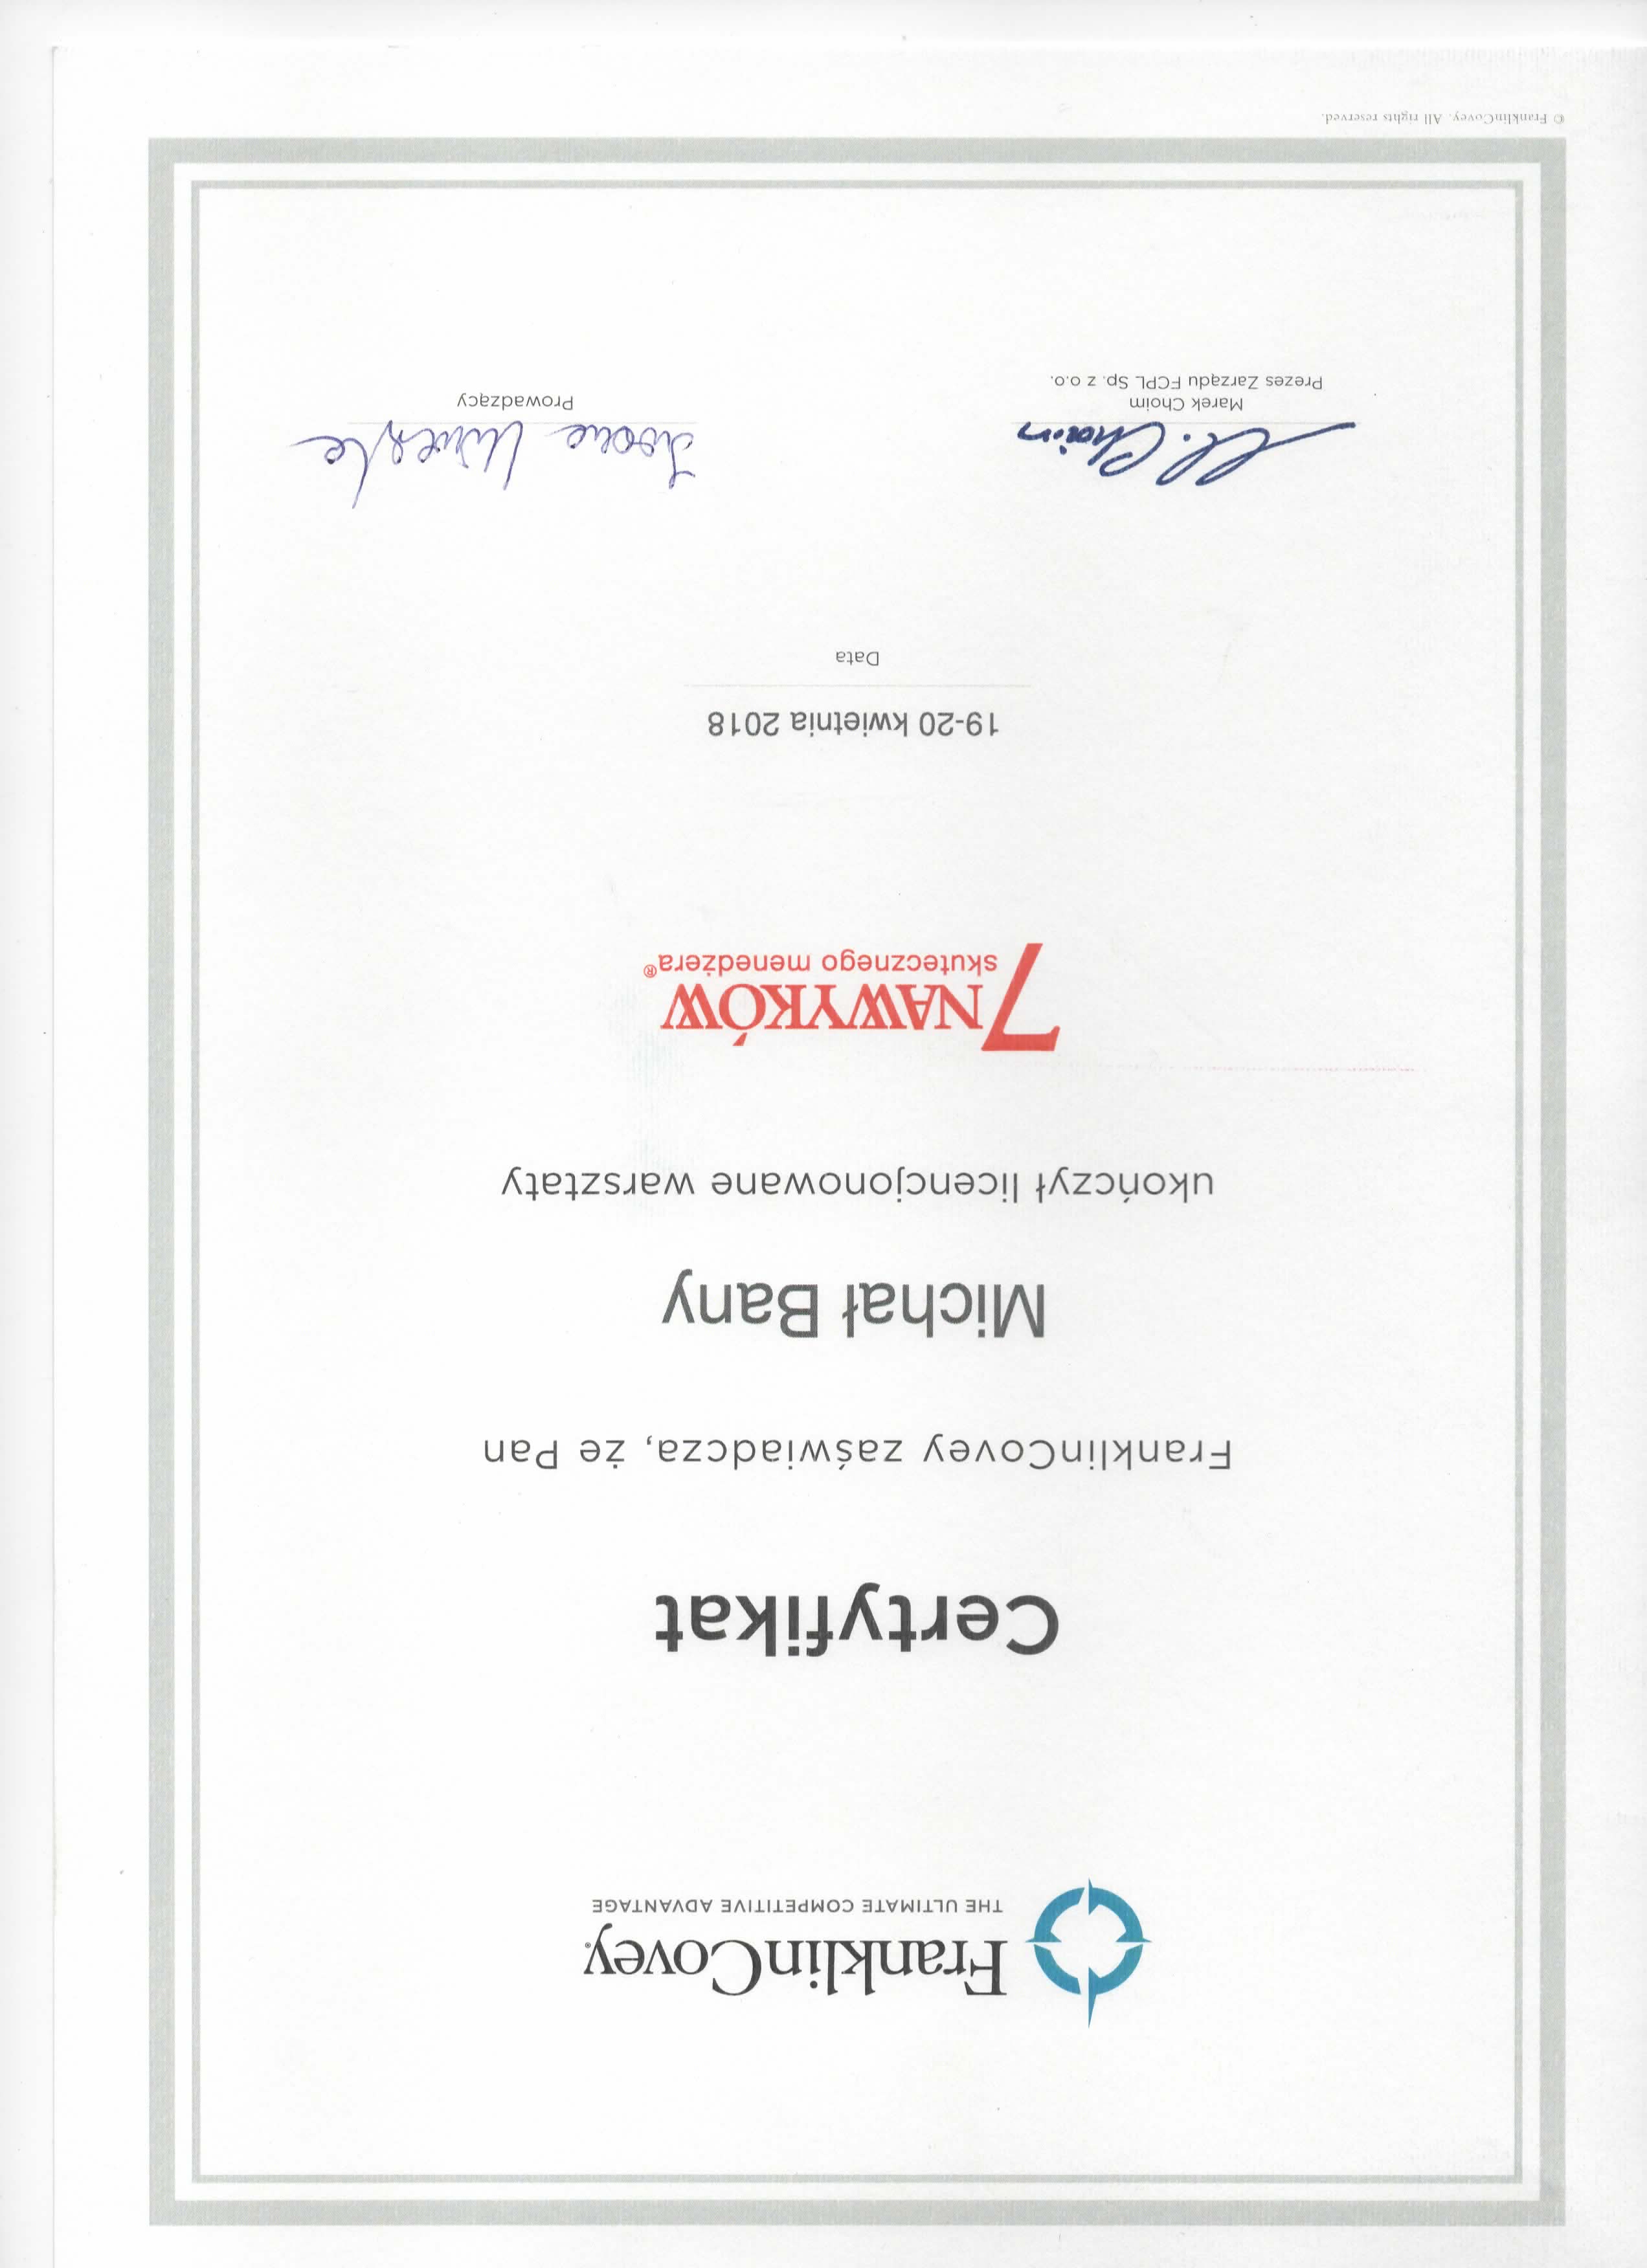 FranklinCovey
THE ULTIMATE COMPETITIVE ADVANTAGE
Certyfikat
FranklinCovey zaświadcza, że Pan
Michał Bany
ukończył licencjonowane warsztaty
7 NAWYKÓW
skutecznego menedżera®
19-20 kwietnia 2018
Data
M. Choim
Iwona
Marek Choim
Prowadzący
Prezes Zarządu FCPL Sp. z o.o.
© FranklinCovey. All rights reserved.